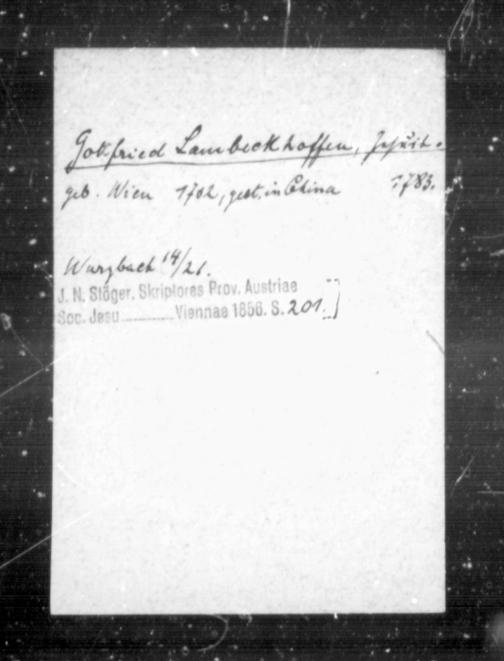 Gottfried Lambeckhoffen, Jesuit.
geb. Wien 1702, gest. in China 1783.
Wurzbach 14/21.
J. N. Stöger. Skriptores Prov. Austriae
Soc. Jesu Viennae 1856. S. 201.]